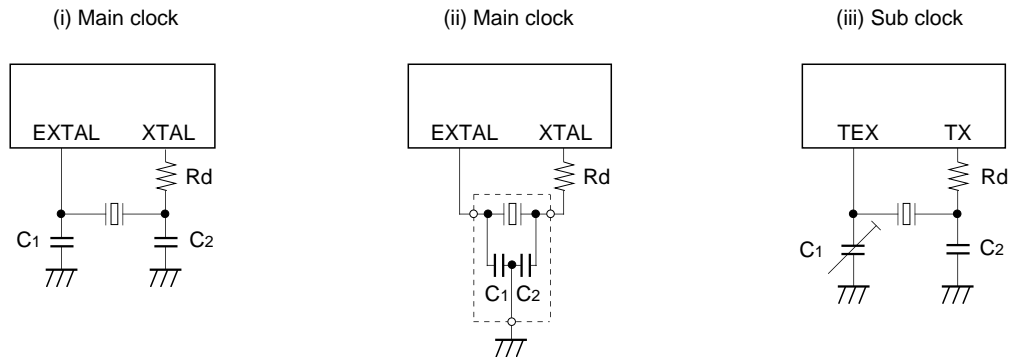 (i) Main clock
(ii) Main clock
(iii) Sub clock
EXTAL XTAL
EXTAL XTAL
TEX TX
Rd
Rd
Rd
C1
C2
C1 C2
C1
C2